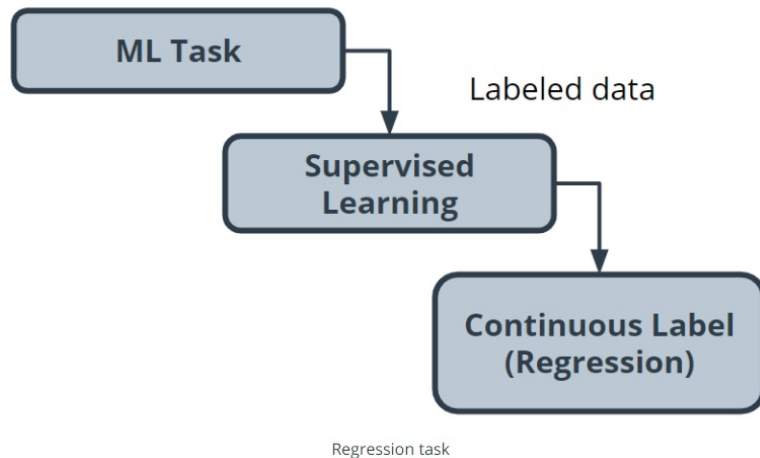 ML Task
Labeled data
Supervised
Learning
Continuous Label
(Regression)
Regression task